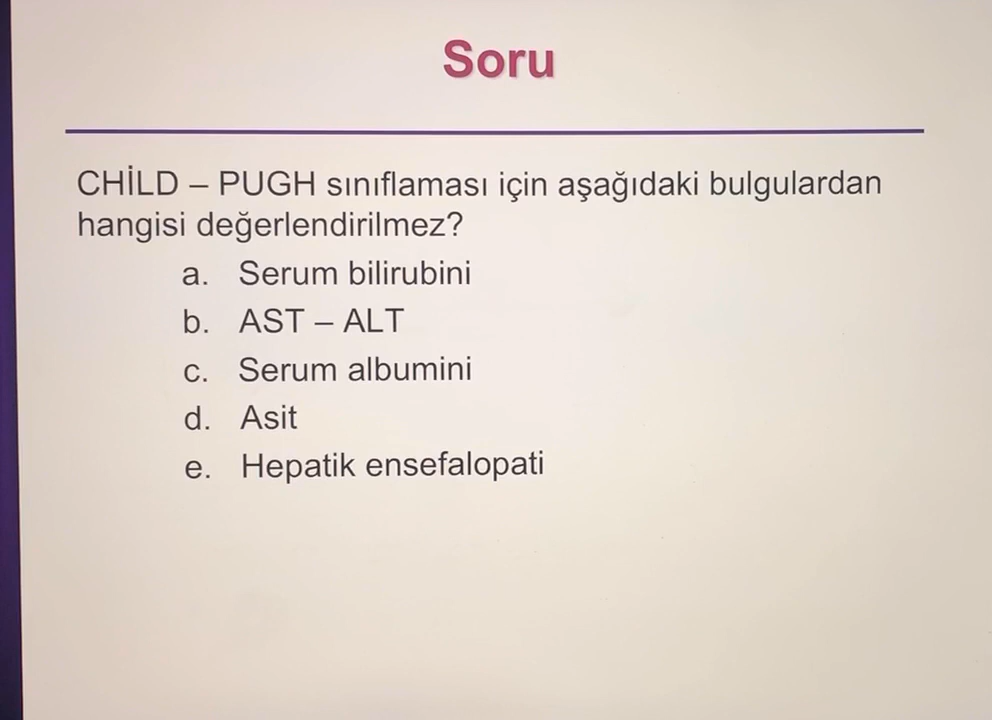 Soru
CHİLD – PUGH sınıflaması için aşağıdaki bulgulardan
hangisi değerlendirilmez?
a. Serum bilirubini
b. AST – ALT
c. Serum albumini
d. Asit
e. Hepatik ensefalopati